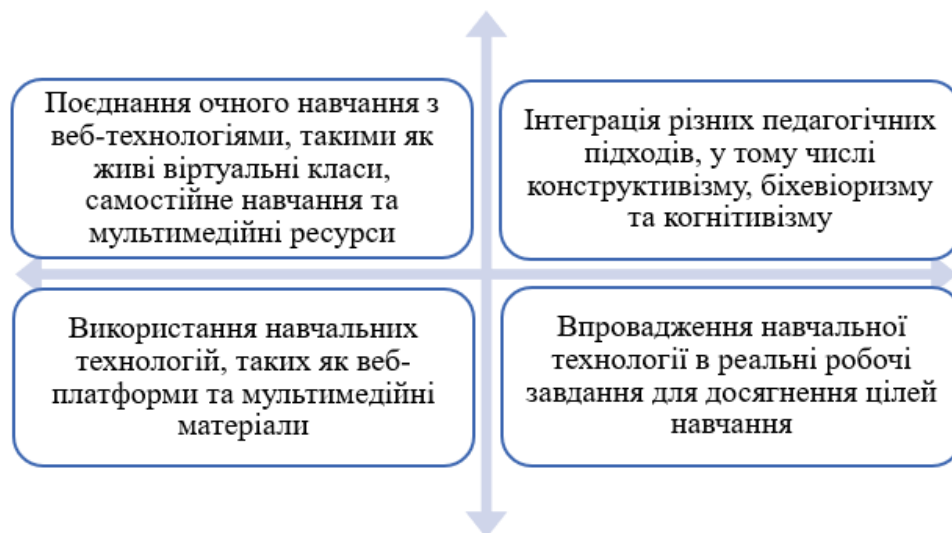 Поєднання очного навчання з
веб-технологіями, такими як
живі віртуальні класи,
самостійне навчання та
мультимедійні ресурси
Інтеграція різних педагогічних
підходів, у тому числі
конструктивізму, біхевіоризму
та когнітивізму
Використання навчальних
технологій, таких як веб-
платформи та мультимедійні
матеріали
Впровадження навчальної
технології в реальні робочі
завдання для досягнення цілей
навчання